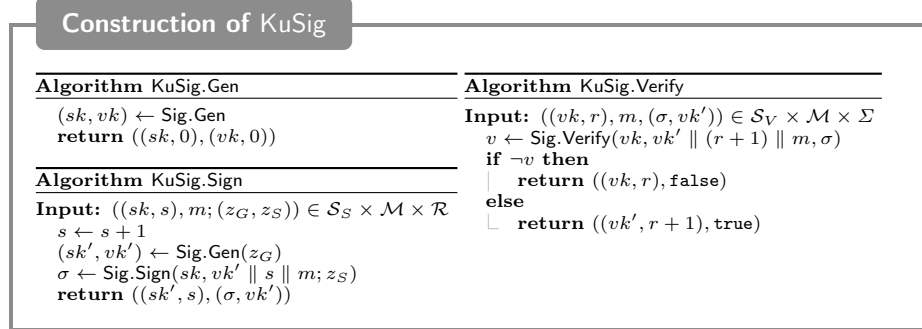 Construction of KuSig
Algorithm KuSig.Gen
(sk, vk) ← Sig.Gen
return ((sk, 0), (vk, 0))
Algorithm KuSig.Sign
Input: ((sk, s), m; (z_G, z_S)) ∈ 𝒮_S × ℳ × ℛ
s ← s + 1
(sk′, vk′) ← Sig.Gen(z_G)
σ ← Sig.Sign(sk, vk′ ∥ s ∥ m; z_S)
return ((sk′, s), (σ, vk′))
Algorithm KuSig.Verify
Input: ((vk, r), m, (σ, vk′)) ∈ 𝒮_V × ℳ × Σ
v ← Sig.Verify(vk, vk′ ∥ (r + 1) ∥ m, σ)
if ¬v then
return ((vk, r), false)
else
return ((vk′, r + 1), true)